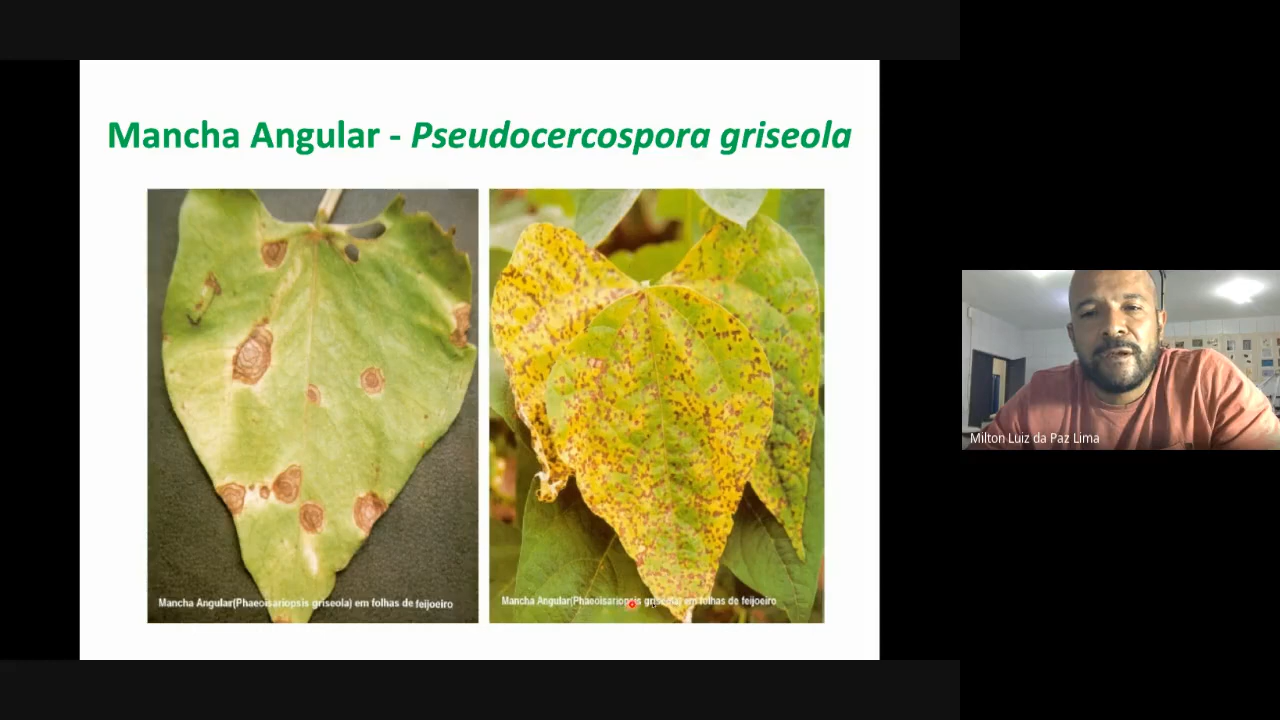 Mancha Angular - Pseudocercospora griseola
Mancha Angular(Phaeoisariopsis griseola) em folhas de feijoeiro
Mancha Angular(Phaeoisariopsis griseola) em folhas de feijoeiro
Milton Luiz da Paz Lima